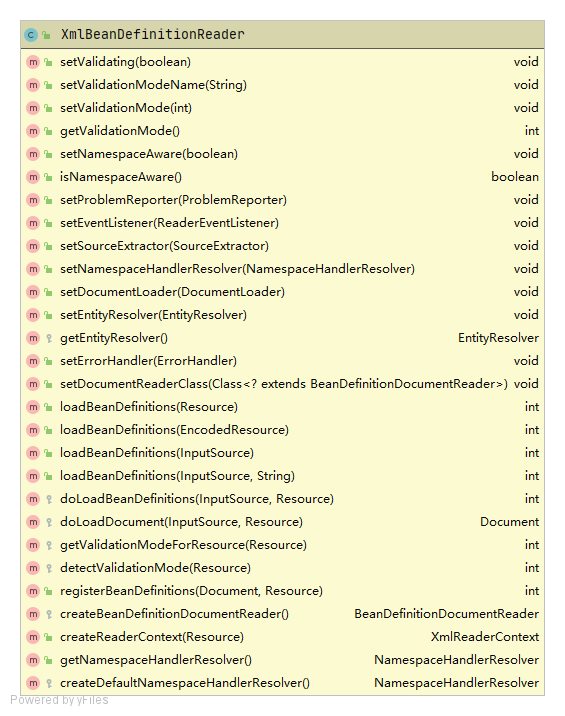 c XmlBeanDefinitionReader
m setValidating(boolean) void
m setValidationModeName(String) void
m setValidationMode(int) void
m getValidationMode() int
m setNamespaceAware(boolean) void
m isNamespaceAware() boolean
m setProblemReporter(ProblemReporter) void
m setEventListener(ReaderEventListener) void
m setSourceExtractor(SourceExtractor) void
m setNamespaceHandlerResolver(NamespaceHandlerResolver) void
m setDocumentLoader(DocumentLoader) void
m setEntityResolver(EntityResolver) void
m getEntityResolver() EntityResolver
m setErrorHandler(ErrorHandler) void
m setDocumentReaderClass(Class<? extends BeanDefinitionDocumentReader>) void
m loadBeanDefinitions(Resource) int
m loadBeanDefinitions(EncodedResource) int
m loadBeanDefinitions(InputSource) int
m loadBeanDefinitions(InputSource, String) int
m doLoadBeanDefinitions(InputSource, Resource) int
m doLoadDocument(InputSource, Resource) Document
m getValidationModeForResource(Resource) int
m detectValidationMode(Resource) int
m registerBeanDefinitions(Document, Resource) int
m createBeanDefinitionDocumentReader() BeanDefinitionDocumentReader
m createReaderContext(Resource) XmlReaderContext
m getNamespaceHandlerResolver() NamespaceHandlerResolver
m createDefaultNamespaceHandlerResolver() NamespaceHandlerResolver
Powered by yFiles